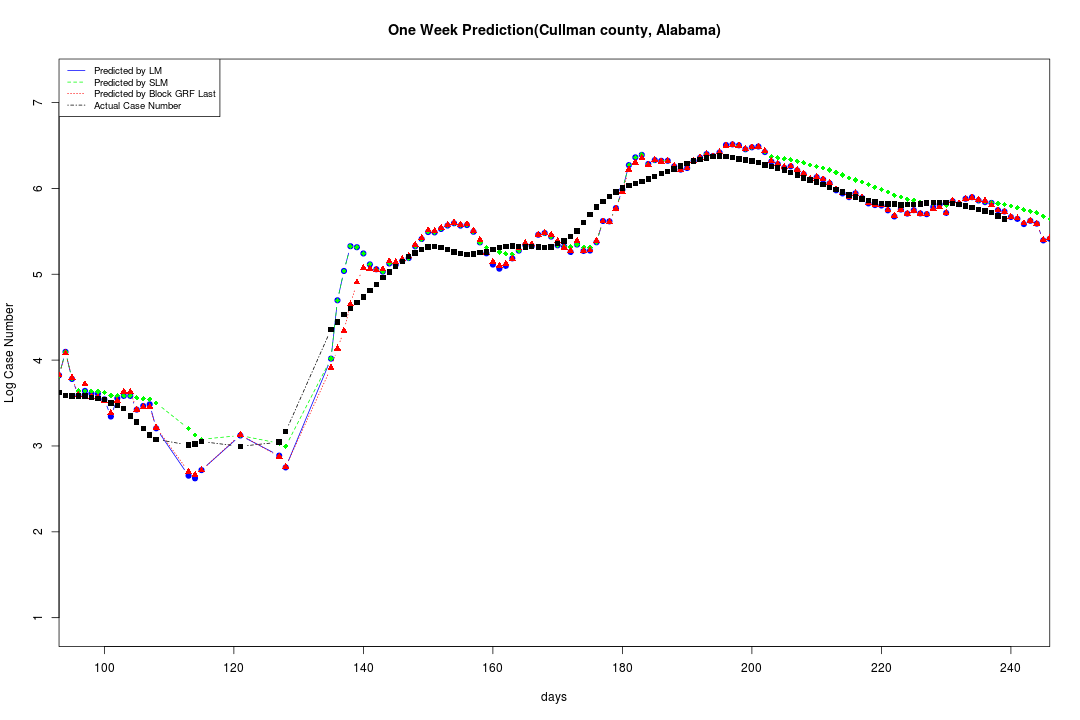 One Week Prediction(Cullman county, Alabama)
Predicted by LM
Predicted by SLM
Predicted by Block GRF Last
Actual Case Number
7
6
5
4
3
2
1
Log Case Number
100 120 140 160 180 200 220 240
days